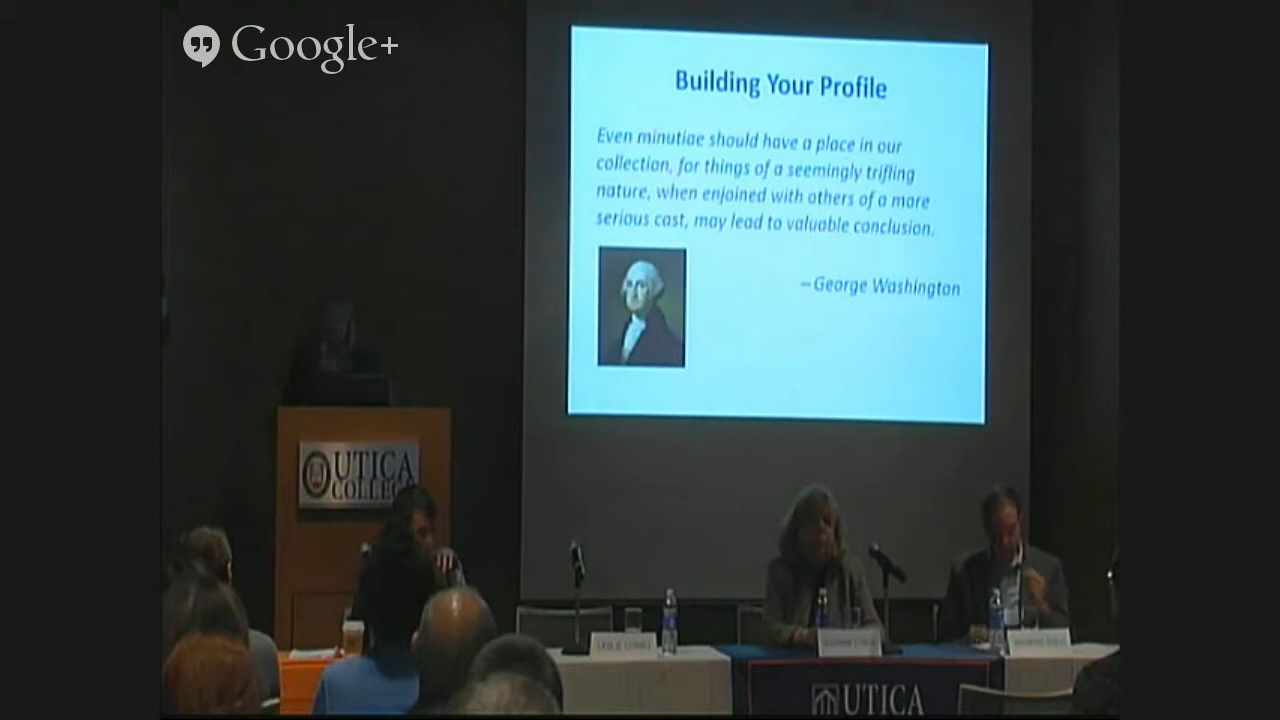 Google+
Building Your Profile
Even minutiae should have a place in our
collection, for things of a seemingly trifling
nature, when enjoined with others of a more
serious cast, may lead to valuable conclusion.
—George Washington
UTICA
COLLEGE
LESLIE
UTICA